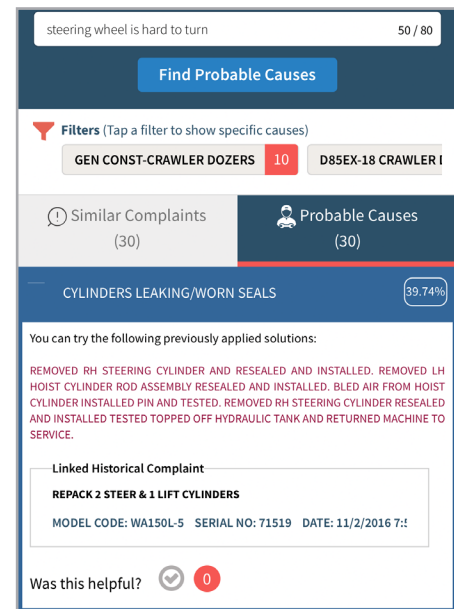 steering wheel is hard to turn 50 / 80
Find Probable Causes
Filters (Tap a filter to show specific causes)
GEN CONST-CRAWLER DOZERS 10 D85EX-18 CRAWLER
Similar Complaints
(30)
Probable Causes
(30)
CYLINDERS LEAKING/WORN SEALS 39.74%
You can try the following previously applied solutions:
REMOVED RH STEERING CYLINDER AND RESEALED AND INSTALLED. REMOVED LH
HOIST CYLINDER ROD ASSEMBLY RESEALED AND INSTALLED. BLED AIR FROM HOIST
CYLINDER INSTALLED PIN AND TESTED. REMOVED RH STEERING CYLINDER RESEALED
AND INSTALLED TESTED TOPPED OFF HYDRAULIC TANK AND RETURNED MACHINE TO
SERVICE.
Linked Historical Complaint
REPACK 2 STEER & 1 LIFT CYLINDERS
MODEL CODE: WA150L-5 SERIAL NO: 71519 DATE: 11/2/2016
Was this helpful? 0